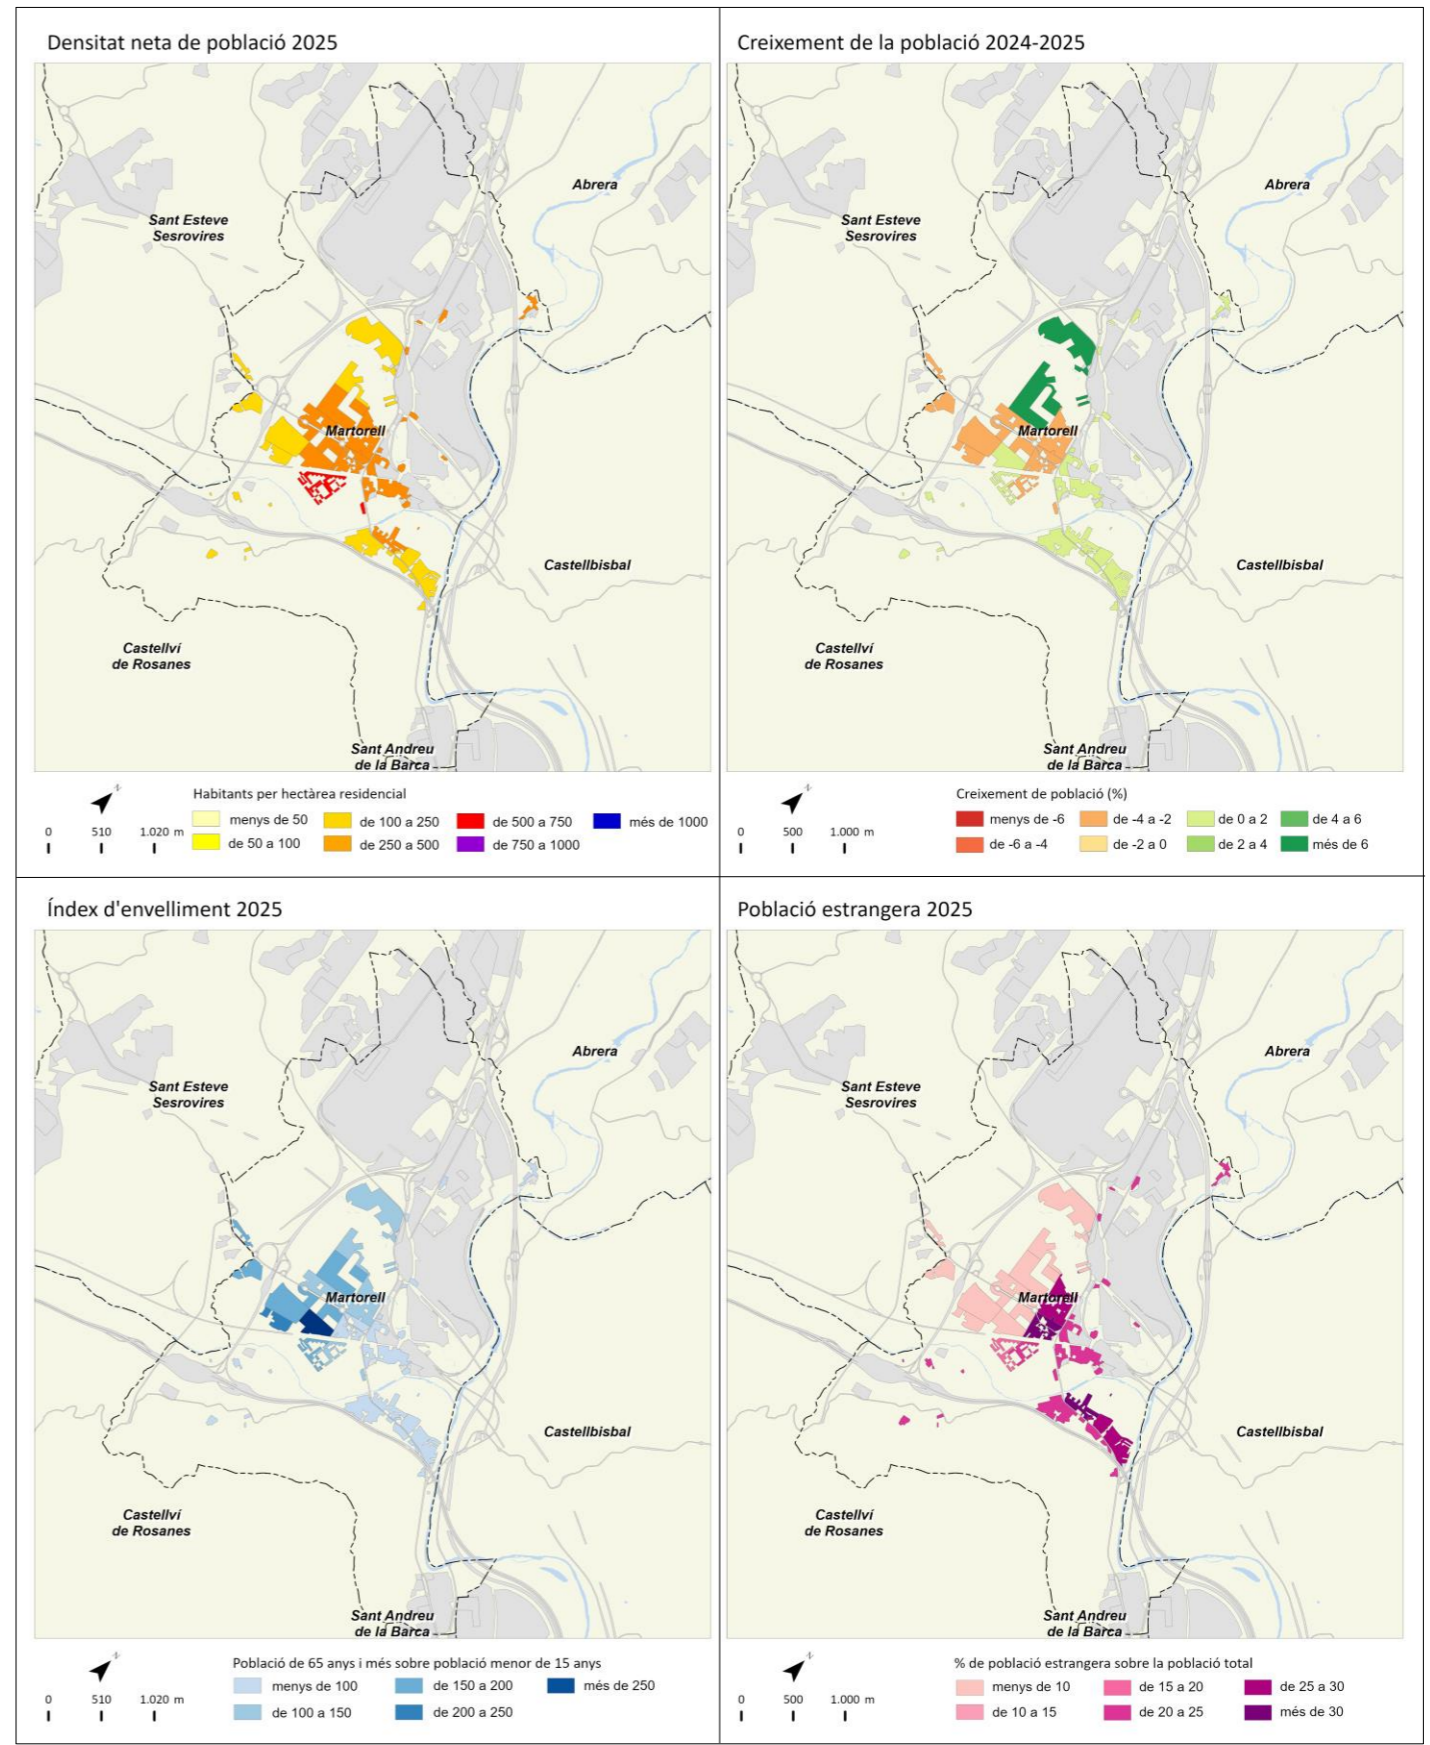 Densitat neta de població 2025
Abrera
Sant Esteve
Sesrovires
Martorell
Castellbisbal
Castellví
de Rosanes
Sant Andreu
de la Barca
N
0 510 1.020 m
Habitants per hectàrea residencial
menys de 50
de 50 a 100
de 100 a 250
de 250 a 500
de 500 a 750
de 750 a 1000
més de 1000
Creixement de la població 2024-2025
Abrera
Sant Esteve
Sesrovires
Martorell
Castellbisbal
Castellví
de Rosanes
Sant Andreu
de la Barca
N
0 500 1.000 m
Creixement de població (%)
menys de -6
de -6 a -4
de -4 a -2
de -2 a 0
de 0 a 2
de 2 a 4
de 4 a 6
més de 6
Índex d'envelliment 2025
Abrera
Sant Esteve
Sesrovires
Martorell
Castellbisbal
Castellví
de Rosanes
Sant Andreu
de la Barca
N
0 510 1.020 m
Població de 65 anys i més sobre població menor de 15 anys
menys de 100
de 100 a 150
de 150 a 200
de 200 a 250
més de 250
Població estrangera 2025
Abrera
Sant Esteve
Sesrovires
Martorell
Castellbisbal
Castellví
de Rosanes
Sant Andreu
de la Barca
N
0 500 1.000 m
% de població estrangera sobre la població total
menys de 10
de 10 a 15
de 15 a 20
de 20 a 25
de 25 a 30
més de 30